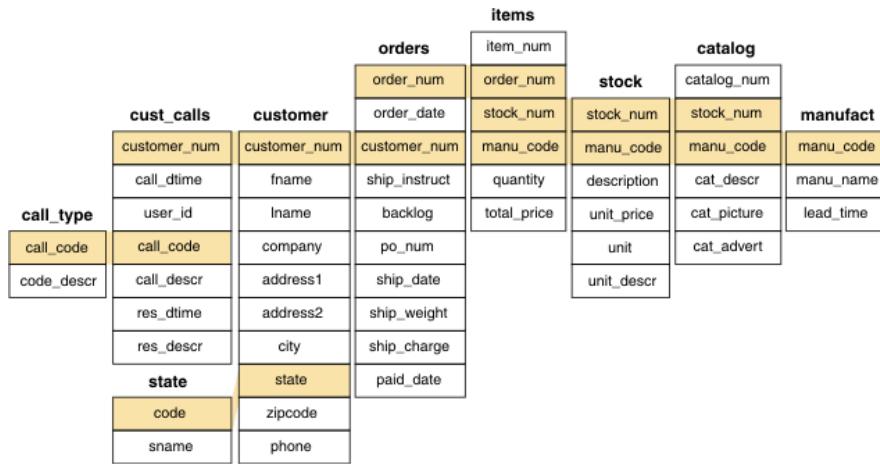 call_type
call_code
code_descr
cust_calls
customer_num
call_dtime
user_id
call_code
call_descr
res_dtime
res_descr
state
code
sname
customer
customer_num
fname
lname
company
address1
address2
city
state
zipcode
phone
orders
order_num
order_date
customer_num
ship_instruct
backlog
po_num
ship_date
ship_weight
ship_charge
paid_date
items
item_num
order_num
stock_num
manu_code
quantity
total_price
stock
stock_num
manu_code
description
unit_price
unit
unit_descr
catalog
catalog_num
stock_num
manu_code
cat_descr
cat_picture
cat_advert
manufact
manu_code
manu_name
lead_time